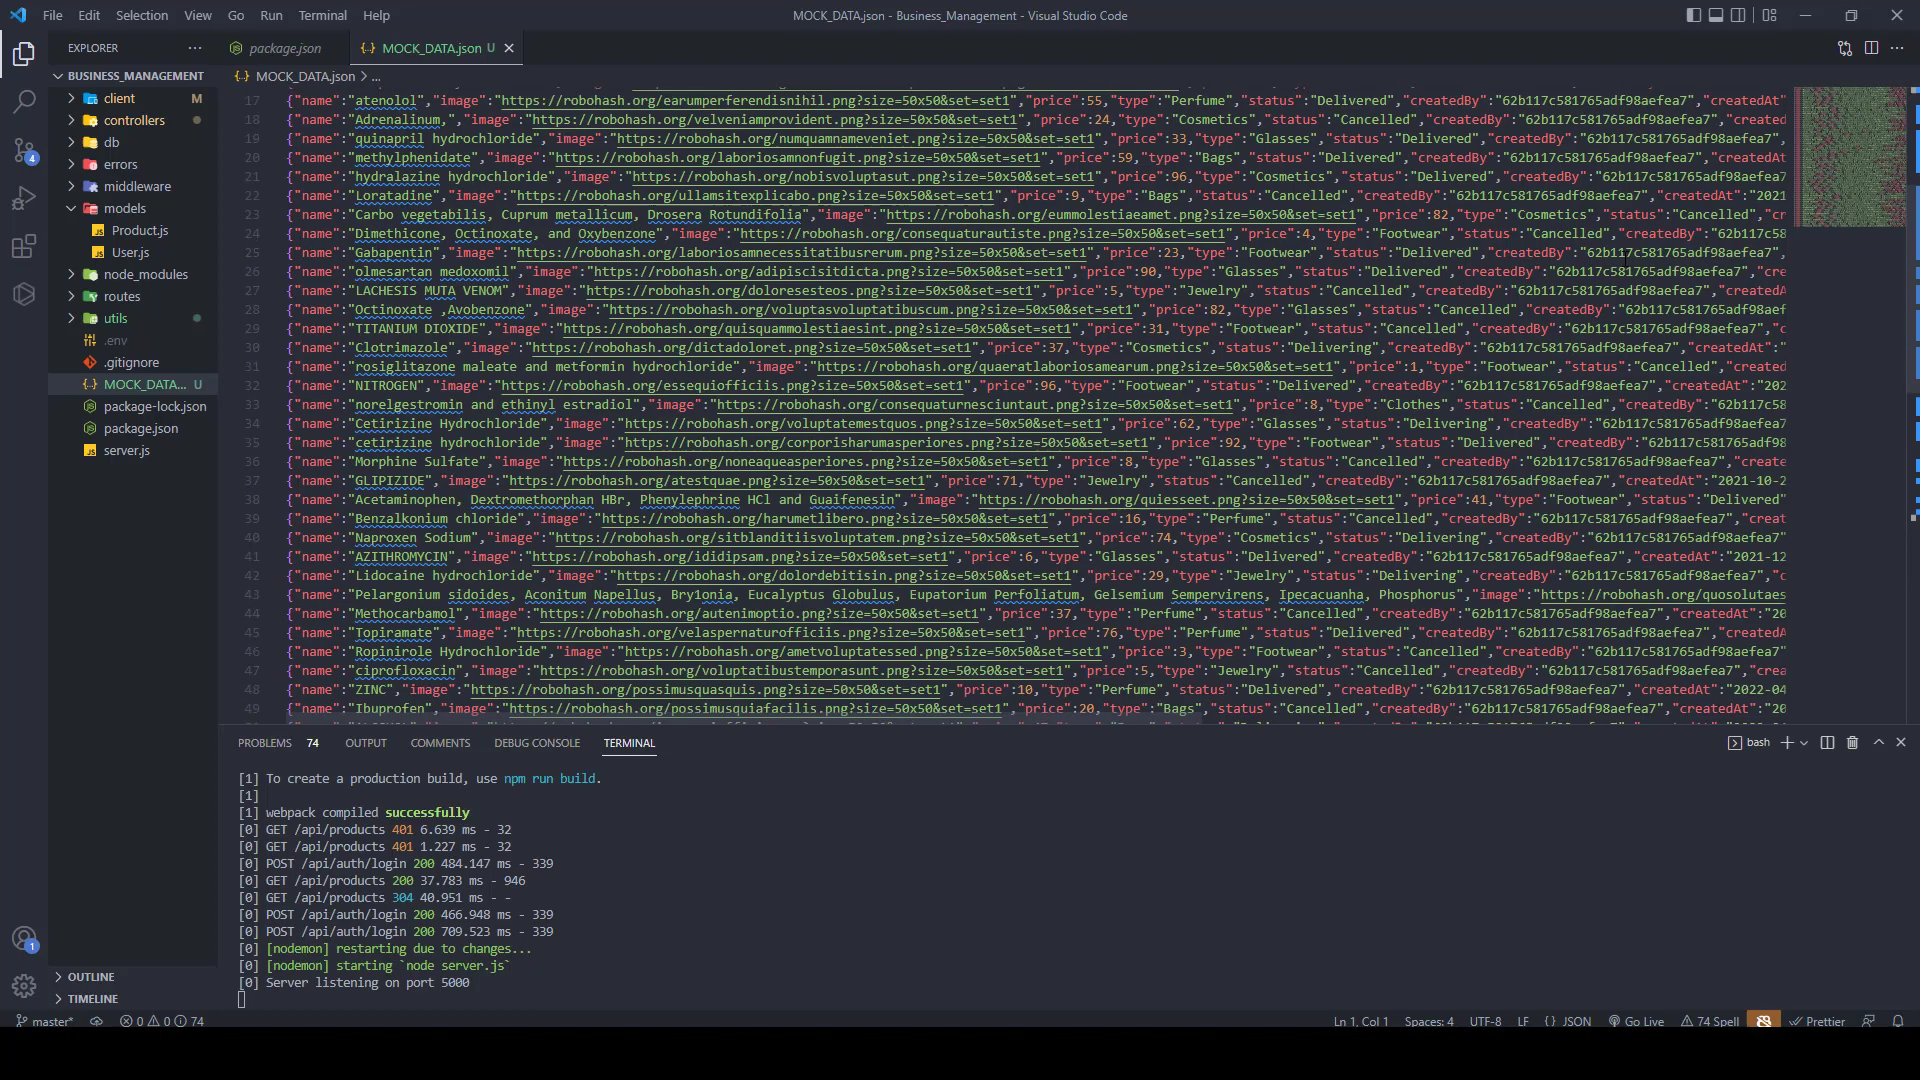 File Edit Selection View Go Run Terminal Help
MOCK_DATA.json - Business_Management - Visual Studio Code
EXPLORER
package.json
MOCK_DATA.json U
BUSINESS_MANAGEMENT
MOCK_DATA.json > ...
client M
controllers
db
errors
middleware
models
Product.js
User.js
node_modules
routes
utils
.env
.gitignore
MOCK_DATA... U
package-lock.json
package.json
server.js
OUTLINE
TIMELINE
17 {"name":"atenolol","image":"https://robohash.org/earumperferendisnihil.png?size=50x50&set=set1","price":55,"type":"Perfume","status":"Delivered","createdBy":"62b117c581765adf98aefea7","createdAt"
18 {"name":"Adrenalinum,","image":"https://robohash.org/velveniamprovident.png?size=50x50&set=set1","price":24,"type":"Cosmetics","status":"Cancelled","createdBy":"62b117c581765adf98aefea7","createdA
19 {"name":"quinapril hydrochloride","image":"https://robohash.org/numquamnameveniet.png?size=50x50&set=set1","price":33,"type":"Glasses","status":"Delivered","createdBy":"62b117c581765adf98aefea7","
20 {"name":"methylphenidate","image":"https://robohash.org/laboriosamnonfugit.png?size=50x50&set=set1","price":59,"type":"Bags","status":"Delivered","createdBy":"62b117c581765adf98aefea7","createdAt
21 {"name":"hydralazine hydrochloride","image":"https://robohash.org/nobisvoluptasut.png?size=50x50&set=set1","price":96,"type":"Cosmetics","status":"Delivered","createdBy":"62b117c581765adf98aefea7"
22 {"name":"Loratadine","image":"https://robohash.org/ullamsitexplicabo.png?size=50x50&set=set1","price":9,"type":"Bags","status":"Cancelled","createdBy":"62b117c581765adf98aefea7","createdAt":"2021
23 {"name":"Carbo vegetabilis, Cuprum metallicum, Drosera Rotundifolia","image":"https://robohash.org/eummolestiaeamet.png?size=50x50&set=set1","price":82,"type":"Cosmetics","status":"Cancelled","cr
24 {"name":"Dimethicone, Octinoxate, and Oxybenzone","image":"https://robohash.org/consequaturautiste.png?size=50x50&set=set1","price":4,"type":"Footwear","status":"Cancelled","createdBy":"62b117c58
25 {"name":"Gabapentin","image":"https://robohash.org/laboriosamnecessitatibusrerum.png?size=50x50&set=set1","price":23,"type":"Footwear","status":"Delivered","createdBy":"62b117c581765adf98aefea7",
26 {"name":"olmesartan medoxomil","image":"https://robohash.org/adipiscisitdicta.png?size=50x50&set=set1","price":90,"type":"Glasses","status":"Delivered","createdBy":"62b117c581765adf98aefea7","cre
27 {"name":"LACHESIS MUTA VENOM","image":"https://robohash.org/doloresesteos.png?size=50x50&set=set1","price":5,"type":"Jewelry","status":"Cancelled","createdBy":"62b117c581765adf98aefea7","createdA
28 {"name":"Octinoxate ,Avobenzone","image":"https://robohash.org/voluptasvoluptatibuscum.png?size=50x50&set=set1","price":82,"type":"Glasses","status":"Cancelled","createdBy":"62b117c581765adf98aef
29 {"name":"TITANIUM DIOXIDE","image":"https://robohash.org/quisquammolestiaesint.png?size=50x50&set=set1","price":31,"type":"Footwear","status":"Cancelled","createdBy":"62b117c581765adf98aefea7","c
30 {"name":"Clotrimazole","image":"https://robohash.org/dictadoloret.png?size=50x50&set=set1","price":37,"type":"Cosmetics","status":"Delivering","createdBy":"62b117c581765adf98aefea7","createdAt":"
31 {"name":"rosiglitazone maleate and metformin hydrochloride","image":"https://robohash.org/quaeratlaboriosamearum.png?size=50x50&set=set1","price":1,"type":"Footwear","status":"Cancelled","created
32 {"name":"NITROGEN","image":"https://robohash.org/essequiofficiis.png?size=50x50&set=set1","price":96,"type":"Footwear","status":"Delivered","createdBy":"62b117c581765adf98aefea7","createdAt":"202
33 {"name":"norelgestromin and ethinyl estradiol","image":"https://robohash.org/consequaturnesciuntaut.png?size=50x50&set=set1","price":8,"type":"Clothes","status":"Cancelled","createdBy":"62b117c58
34 {"name":"Cetirizine Hydrochloride","image":"https://robohash.org/voluptatemestquos.png?size=50x50&set=set1","price":62,"type":"Glasses","status":"Delivering","createdBy":"62b117c581765adf98aefea7
35 {"name":"cetirizine hydrochloride","image":"https://robohash.org/corporisharumasperiores.png?size=50x50&set=set1","price":92,"type":"Footwear","status":"Delivered","createdBy":"62b117c581765adf98
36 {"name":"Morphine Sulfate","image":"https://robohash.org/noneaqueasperiores.png?size=50x50&set=set1","price":8,"type":"Glasses","status":"Cancelled","createdBy":"62b117c581765adf98aefea7","create
37 {"name":"GLIPIZIDE","image":"https://robohash.org/atestquae.png?size=50x50&set=set1","price":71,"type":"Jewelry","status":"Cancelled","createdBy":"62b117c581765adf98aefea7","createdAt":"2021-10-2
38 {"name":"Acetaminophen, Dextromethorphan HBr, Phenylephrine HCl and Guaifenesin","image":"https://robohash.org/quiesseet.png?size=50x50&set=set1","price":41,"type":"Footwear","status":"Delivered"
39 {"name":"Benzalkonium chloride","image":"https://robohash.org/harumetlibero.png?size=50x50&set=set1","price":16,"type":"Perfume","status":"Cancelled","createdBy":"62b117c581765adf98aefea7","creat
40 {"name":"Naproxen Sodium","image":"https://robohash.org/sitblanditiisvoluptatem.png?size=50x50&set=set1","price":74,"type":"Cosmetics","status":"Delivering","createdBy":"62b117c581765adf98aefea7"
41 {"name":"AZITHROMYCIN","image":"https://robohash.org/ididipsam.png?size=50x50&set=set1","price":6,"type":"Glasses","status":"Delivered","createdBy":"62b117c581765adf98aefea7","createdAt":"2021-12
42 {"name":"Lidocaine hydrochloride","image":"https://robohash.org/dolordebitisin.png?size=50x50&set=set1","price":29,"type":"Jewelry","status":"Delivering","createdBy":"62b117c581765adf98aefea7","c
43 {"name":"Pelargonium sidoides, Aconitum Napellus, Bry1onia, Eucalyptus Globulus, Eupatorium Perfoliatum, Gelsemium Sempervirens, Ipecacuanha, Phosphorus","image":"https://robohash.org/quosolutaes
44 {"name":"Methocarbamol","image":"https://robohash.org/autenimoptio.png?size=50x50&set=set1","price":37,"type":"Perfume","status":"Cancelled","createdBy":"62b117c581765adf98aefea7","createdAt":"20
45 {"name":"Topiramate","image":"https://robohash.org/velaspernaturofficiis.png?size=50x50&set=set1","price":76,"type":"Perfume","status":"Delivered","createdBy":"62b117c581765adf98aefea7","createdA
46 {"name":"Ropinirole Hydrochloride","image":"https://robohash.org/ametvoluptatessed.png?size=50x50&set=set1","price":3,"type":"Footwear","status":"Cancelled","createdBy":"62b117c581765adf98aefea7"
47 {"name":"ciprofloxacin","image":"https://robohash.org/voluptatibustemporasunt.png?size=50x50&set=set1","price":5,"type":"Jewelry","status":"Cancelled","createdBy":"62b117c581765adf98aefea7","crea
48 {"name":"ZINC","image":"https://robohash.org/possimusquasquis.png?size=50x50&set=set1","price":10,"type":"Perfume","status":"Delivered","createdBy":"62b117c581765adf98aefea7","createdAt":"2022-04
49 {"name":"Ibuprofen","image":"https://robohash.org/possimusquiafacilis.png?size=50x50&set=set1","price":20,"type":"Bags","status":"Cancelled","createdBy":"62b117c581765adf98aefea7","createdAt":"20
PROBLEMS 74 OUTPUT COMMENTS DEBUG CONSOLE TERMINAL
bash
[1] To create a production build, use npm run build.
[1]
[1] webpack compiled successfully
[0] GET /api/products 401 6.639 ms - 32
[0] GET /api/products 401 1.227 ms - 32
[0] POST /api/auth/login 200 484.147 ms - 339
[0] GET /api/products 200 37.783 ms - 946
[0] GET /api/products 304 40.951 ms - -
[0] POST /api/auth/login 200 466.948 ms - 339
[0] POST /api/auth/login 200 709.523 ms - 339
[0] [nodemon] restarting due to changes...
[0] [nodemon] starting `node server.js`
[0] Server listening on port 5000
master* 0 0 74
Ln 1, Col 1 Spaces: 4 UTF-8 LF {} JSON Go Live 74 Spell Prettier